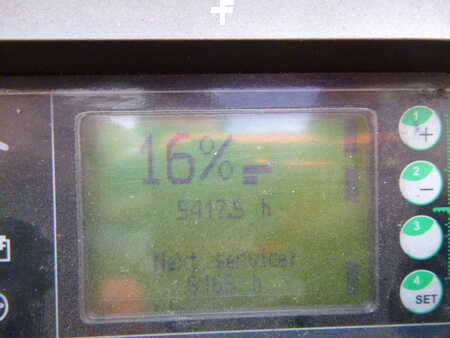 16%
5417.5 h
Next service:
h
1
+
2
−
3
4
SET